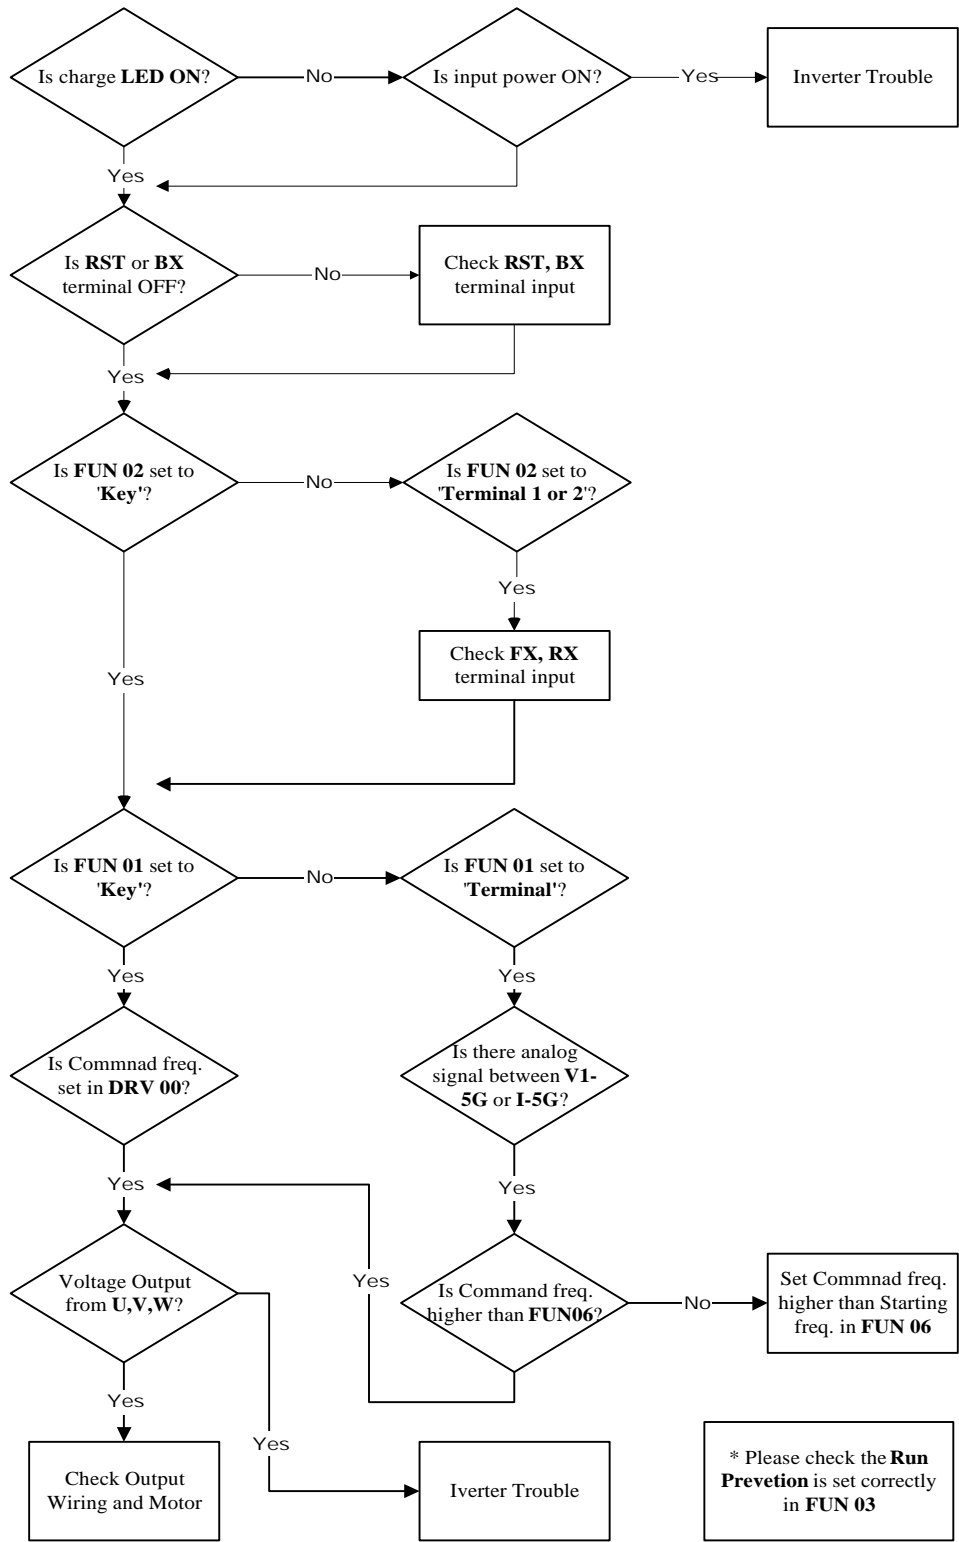 Is charge LED ON?
No
Is input power ON?
Yes
Inverter Trouble
Yes
Is RST or BX
terminal OFF?
No
Check RST, BX
terminal input
Yes
Is FUN 02 set to
'Key'?
No
Is FUN 02 set to
'Terminal 1 or 2'?
Yes
Check FX, RX
terminal input
Yes
Is FUN 01 set to
'Key'?
No
Is FUN 01 set to
'Terminal'?
Yes
Yes
Is Commnad freq.
set in DRV 00?
Is there analog
signal between V1-
5G or I-5G?
Yes
Yes
Voltage Output
from U,V,W?
Yes
Is Command freq.
higher than FUN06?
No
Set Commnad freq.
higher than Starting
freq. in FUN 06
Yes
Yes
Check Output
Wiring and Motor
Iverter Trouble
* Please check the Run
Prevetion is set correctly
in FUN 03